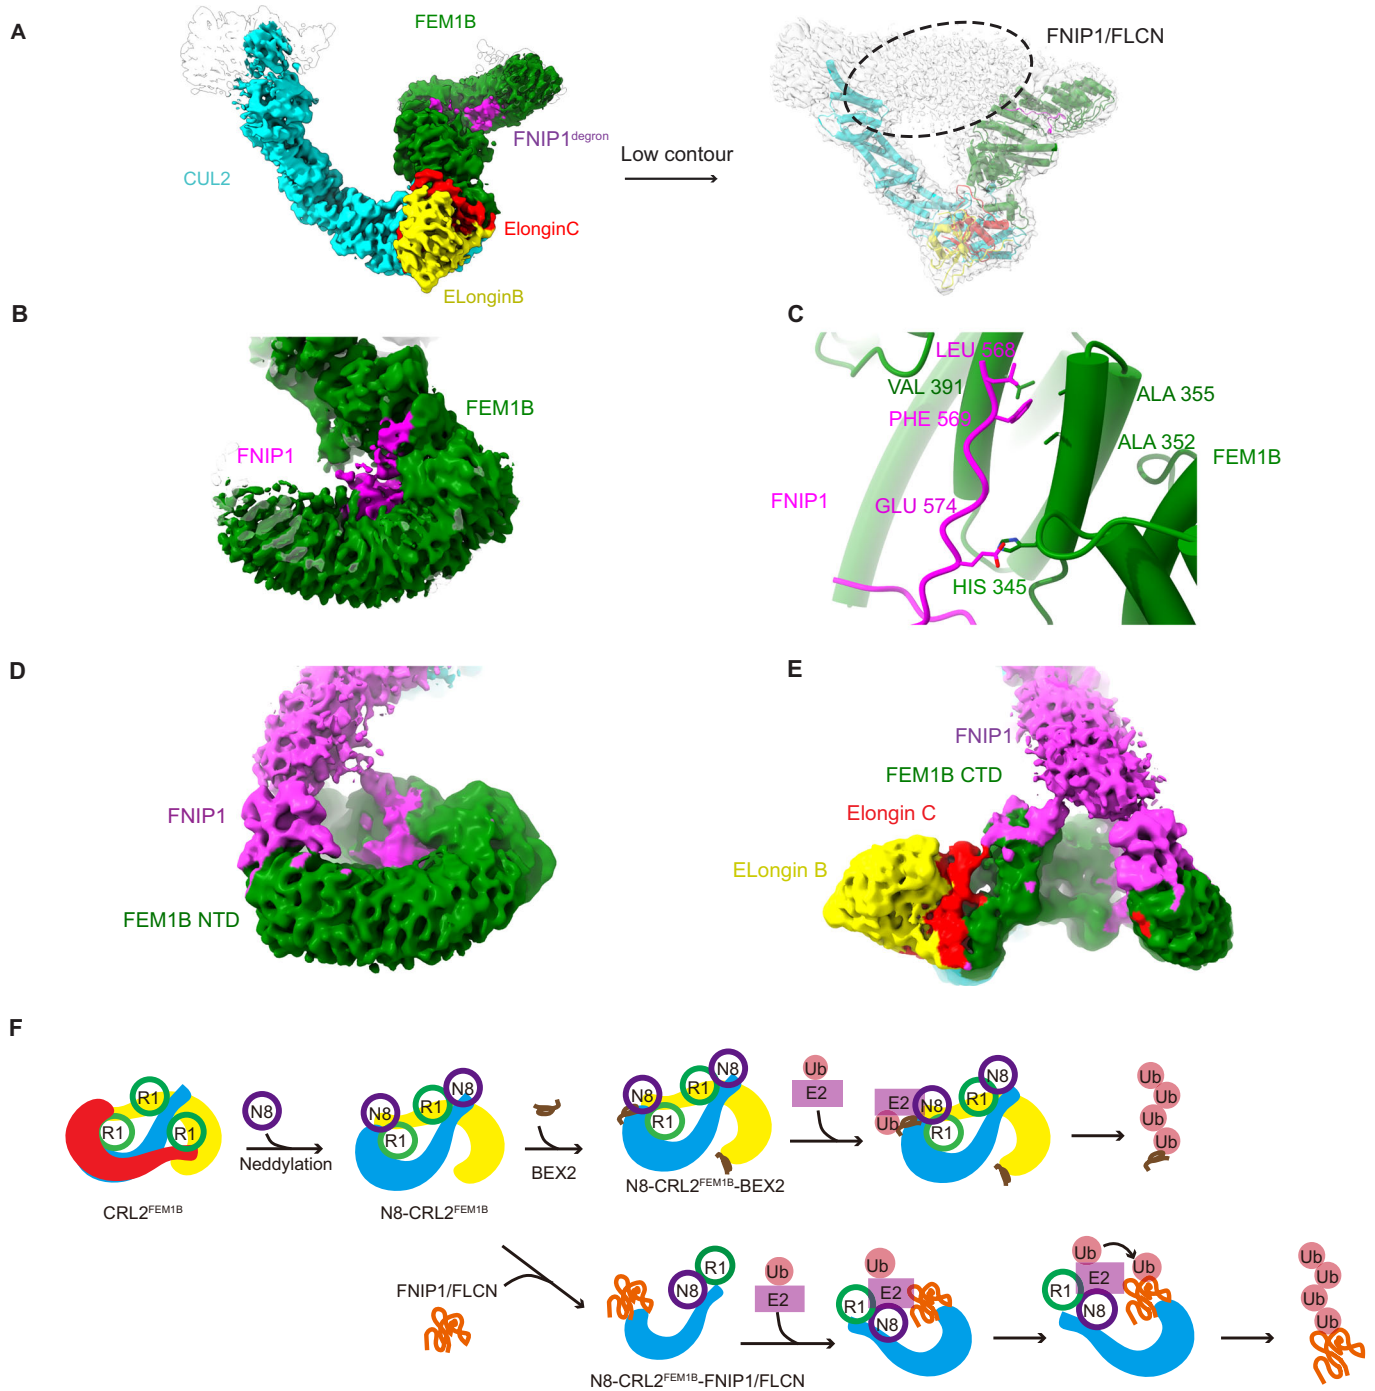 A
FEM1B
FNIP1/FLCN
FNIP1degron
CUL2
Low contour
ElonginC
ELonginB
B
C
FEM1B
FNIP1
LEU 568
VAL 391
ALA 355
PHE 569
ALA 352
FEM1B
FNIP1
GLU 574
HIS 345
D
E
FNIP1
FEM1B NTD
FNIP1
FEM1B CTD
Elongin C
ELongin B
F
R1
R1
R1
N8
Neddylation
N8
R1
N8
R1
BEX2
N8
R1
N8
R1
Ub
E2
E2
Ub
N8
R1
N8
R1
Ub
Ub
Ub
Ub
CRL2FEM1B
N8-CRL2FEM1B
N8-CRL2FEM1B-BEX2
FNIP1/FLCN
R1
N8
Ub
E2
Ub
E2
R1
N8
Ub
Ub
E2
R1
N8
Ub
Ub
Ub
Ub
N8-CRL2FEM1B-FNIP1/FLCN